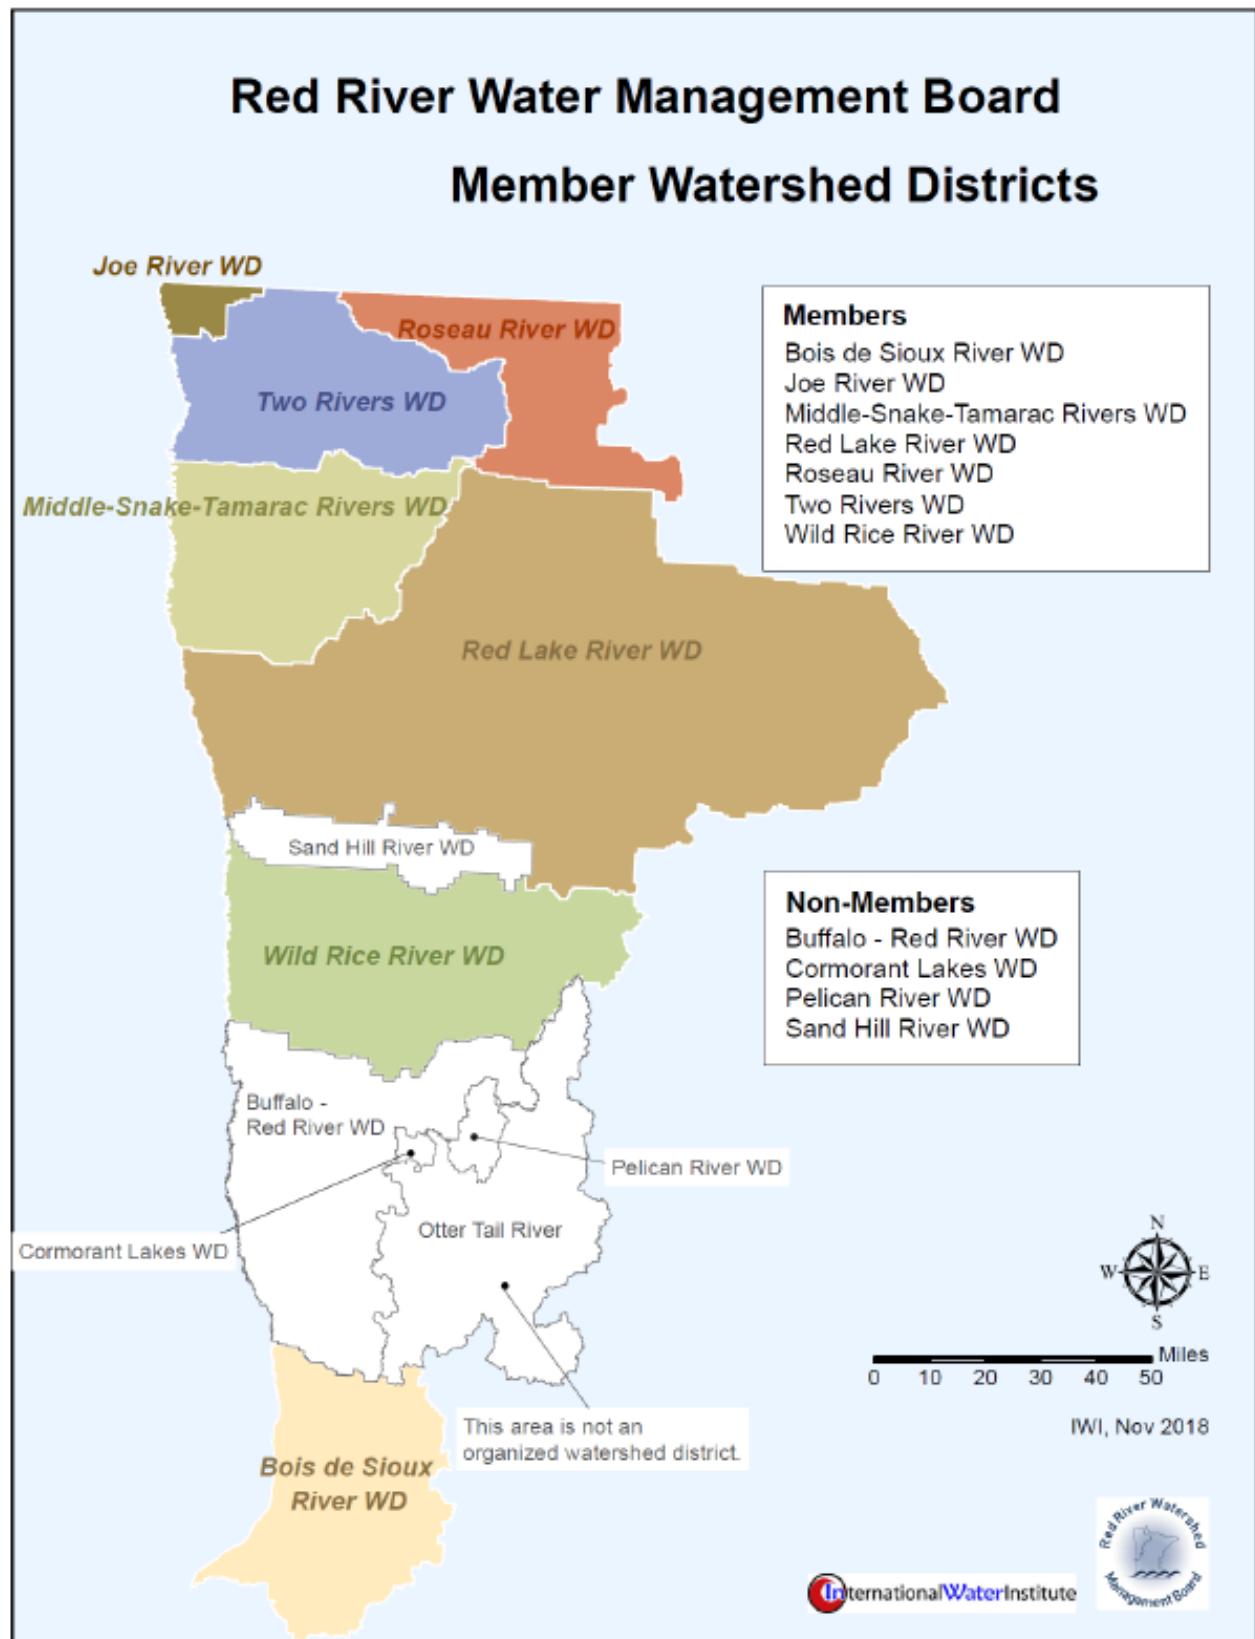 Red River Water Management Board
Member Watershed Districts
Joe River WD
Roseau River WD
Two Rivers WD
Middle-Snake-Tamarac Rivers WD
Red Lake River WD
Members
Bois de Sioux River WD
Joe River WD
Middle-Snake-Tamarac Rivers WD
Red Lake River WD
Roseau River WD
Two Rivers WD
Wild Rice River WD
Sand Hill River WD
Wild Rice River WD
Non-Members
Buffalo - Red River WD
Cormorant Lakes WD
Pelican River WD
Sand Hill River WD
Buffalo -
Red River WD
Pelican River WD
Otter Tail River
Cormorant Lakes WD
This area is not an
organized watershed district.
Bois de Sioux
River WD
N
W E
S
Miles
0 10 20 30 40 50
IWI, Nov 2018
InternationalWaterInstitute
Red River Watershed
Management Board